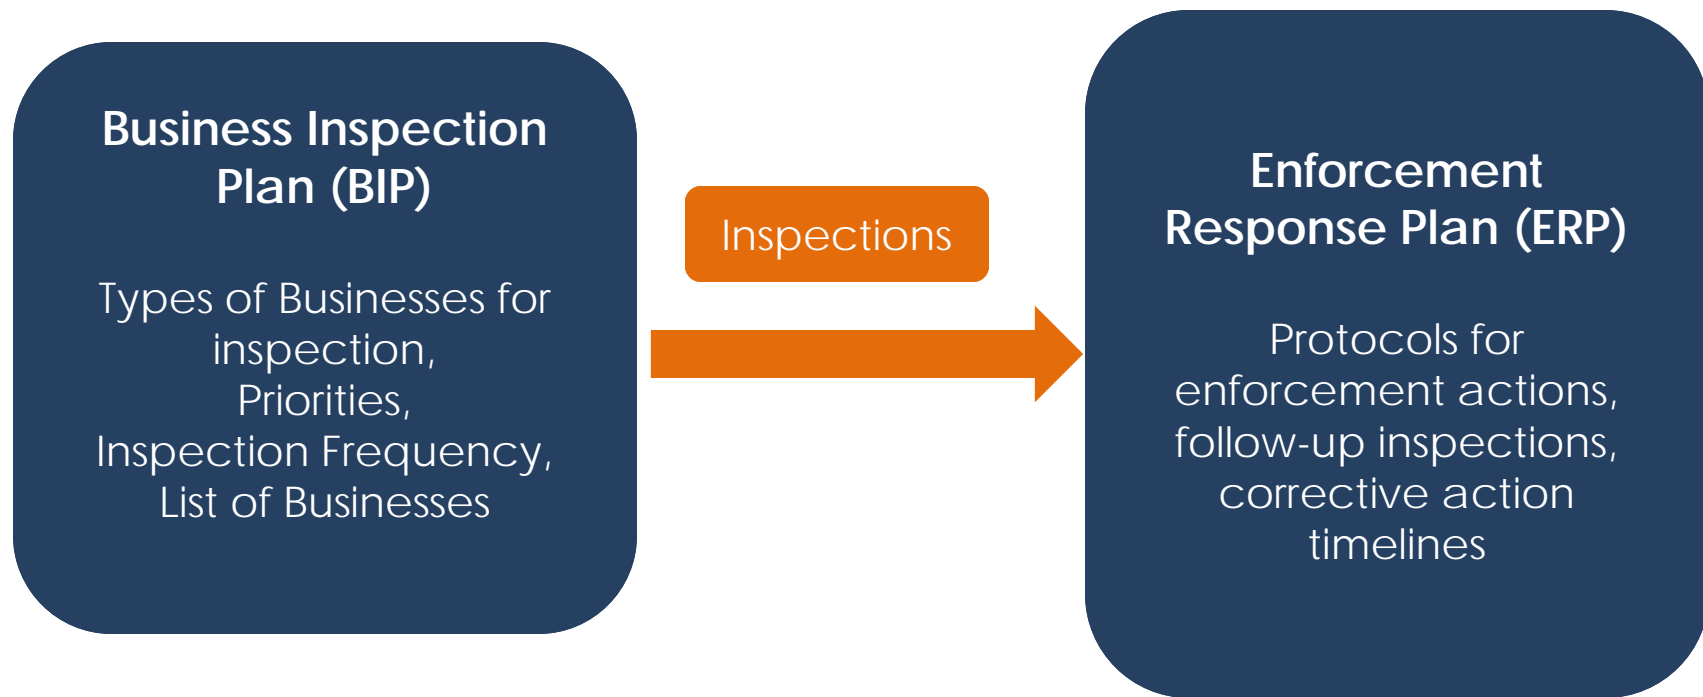 Business Inspection
Plan (BIP)
Types of Businesses for
inspection,
Priorities,
Inspection Frequency,
List of Businesses
Inspections
Enforcement
Response Plan (ERP)
Protocols for
enforcement actions,
follow-up inspections,
corrective action
timelines